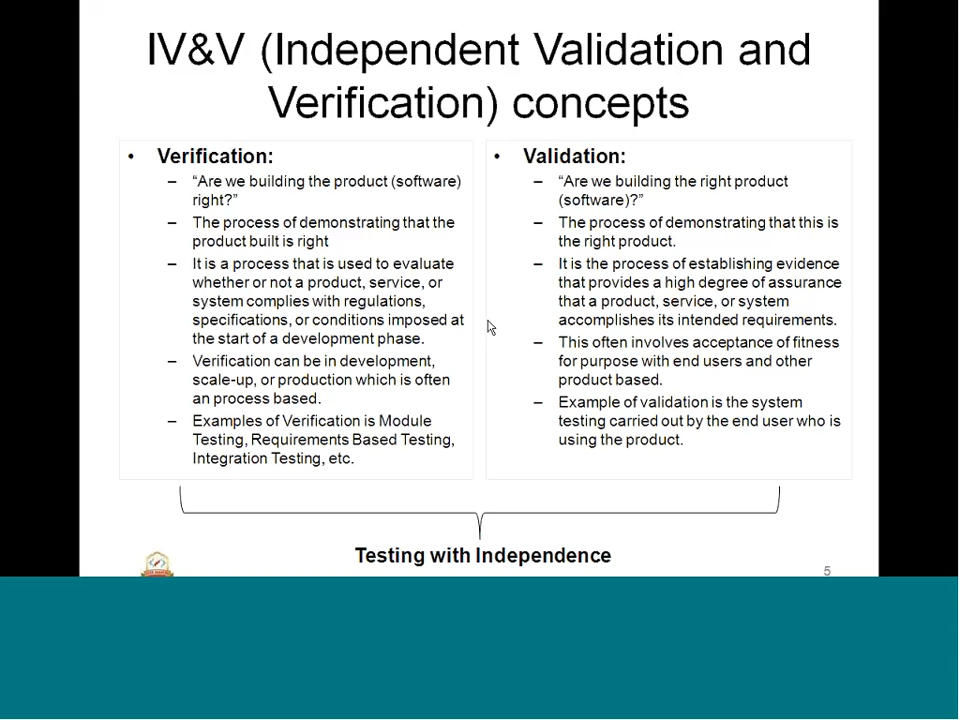 IV&V (Independent Validation and
Verification) concepts
• Verification:
– “Are we building the product (software)
right?”
– The process of demonstrating that the
product built is right
– It is a process that is used to evaluate
whether or not a product, service, or
system complies with regulations,
specifications, or conditions imposed at
the start of a development phase.
– Verification can be in development,
scale-up, or production which is often
an process based.
– Examples of Verification is Module
Testing, Requirements Based Testing,
Integration Testing, etc.
• Validation:
– “Are we building the right product
(software)?”
– The process of demonstrating that this is
the right product.
– It is the process of establishing evidence
that provides a high degree of assurance
that a product, service, or system
accomplishes its intended requirements.
– This often involves acceptance of fitness
for purpose with end users and other
product based.
– Example of validation is the system
testing carried out by the end user who is
using the product.
Testing with Independence
5